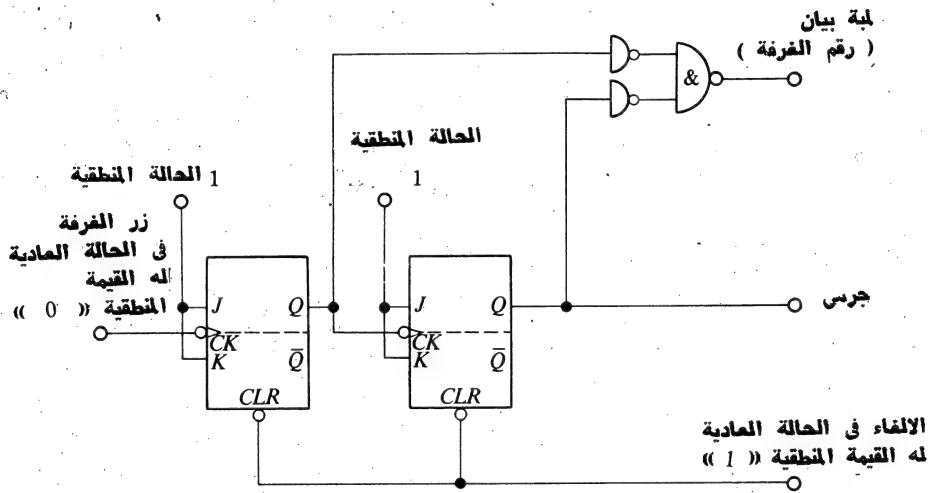 لمبة بيان
( رقم الغرفة )
&
الحالة المنطقية
1
الحالة المنطقية 1
زر الغرفة
فى الحالة العادية
له القيمة
المنطقية (( 0 ))
J
Q
CK
K
Q̄
CLR
J
Q
CK
K
Q̄
CLR
جرس
الالغاء فى الحالة العادية
له القيمة المنطقية (( 1 ))